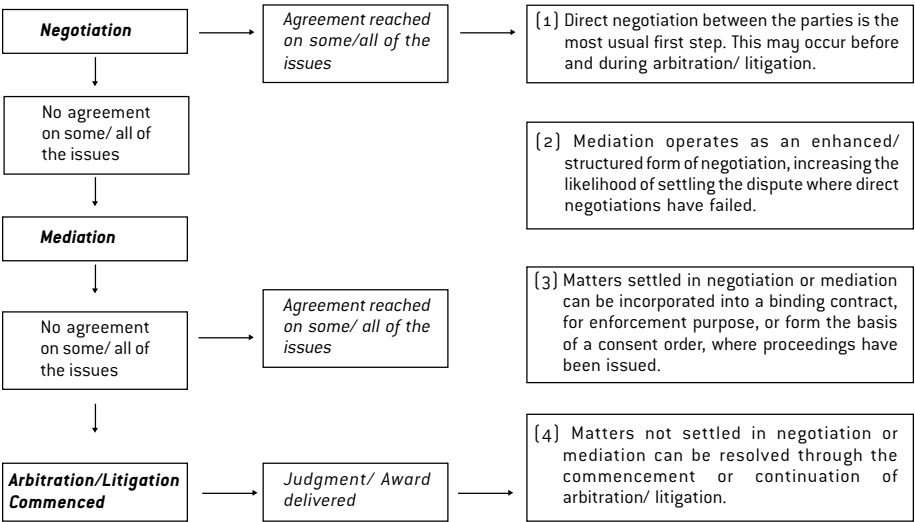 Negotiation
Agreement reached
on some/all of the
issues
(1) Direct negotiation between the parties is the
most usual first step. This may occur before
and during arbitration/ litigation.
No agreement
on some/ all of
the issues
(2) Mediation operates as an enhanced/
structured form of negotiation, increasing the
likelihood of settling the dispute where direct
negotiations have failed.
Mediation
(3) Matters settled in negotiation or mediation
can be incorporated into a binding contract,
for enforcement purpose, or form the basis
of a consent order, where proceedings have
been issued.
No agreement
on some/ all of
the issues
Agreement reached
on some/ all of the
issues
(4) Matters not settled in negotiation or
mediation can be resolved through the
commencement or continuation of
arbitration/ litigation.
Arbitration/Litigation
Commenced
Judgment/ Award
delivered